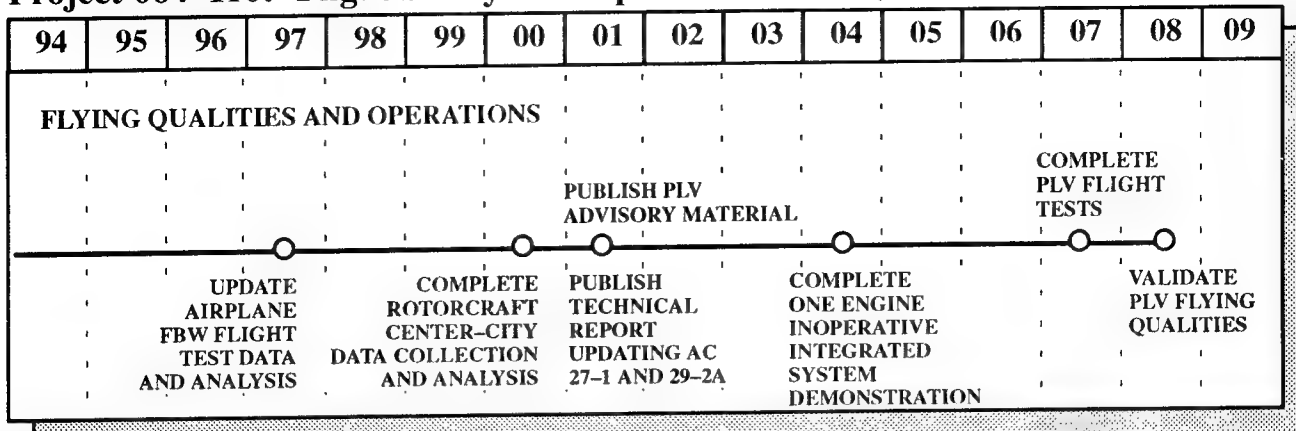 94 95 96 97 98 99 00 01 02 03 04 05 06 07 08 09
FLYING QUALITIES AND OPERATIONS
PUBLISH PLV
ADVISORY MATERIAL
COMPLETE
PLV FLIGHT
TESTS
UPDATE
AIRPLANE
FBW FLIGHT
TEST DATA
AND ANALYSIS
COMPLETE
ROTORCRAFT
CENTER–CITY
DATA COLLECTION
AND ANALYSIS
PUBLISH
TECHNICAL
REPORT
UPDATING AC
27–1 AND 29–2A
COMPLETE
ONE ENGINE
INOPERATIVE
INTEGRATED
SYSTEM
DEMONSTRATION
VALIDATE
PLV FLYING
QUALITIES